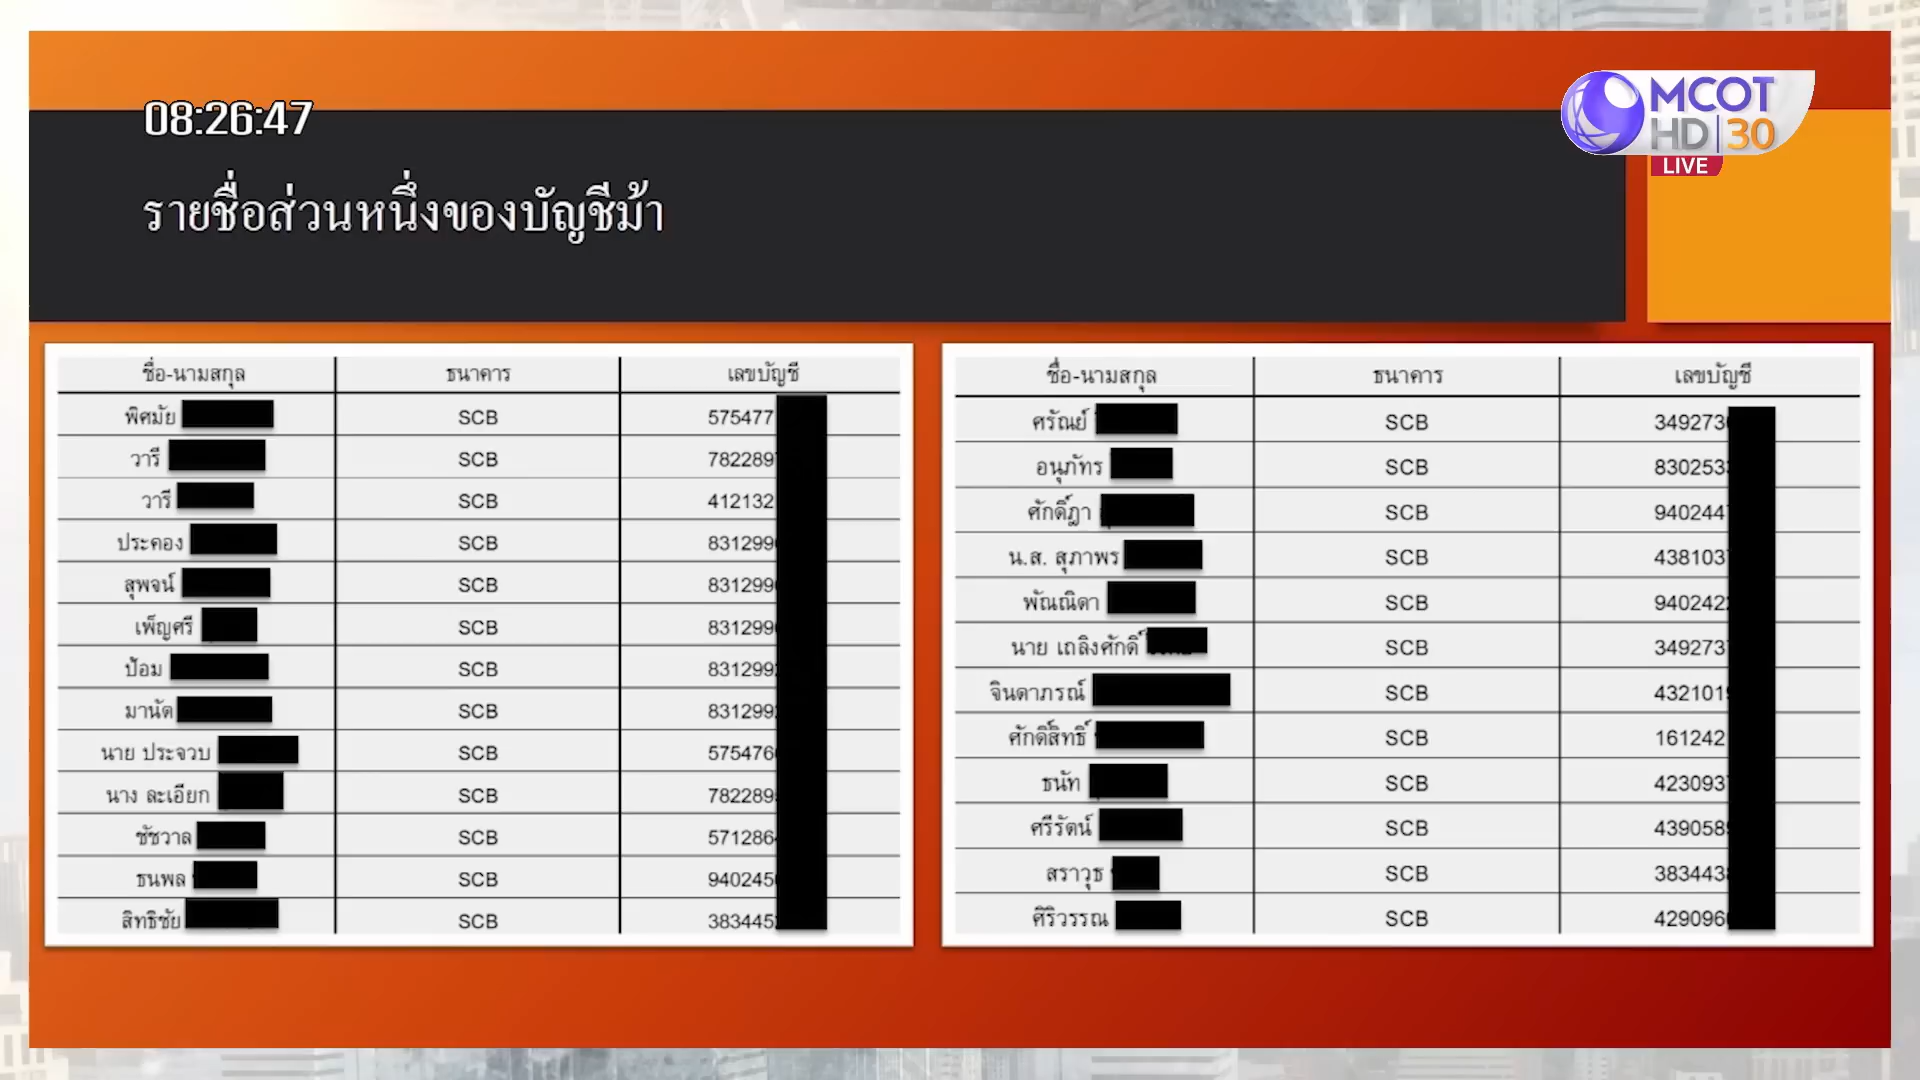 08:26:47
MCOT
HD 30
LIVE
รายชื่อส่วนหนึ่งของบัญชีม้า
ชื่อ-นามสกุล ธนาคาร เลขบัญชี
พิศมัย SCB 575477
วารี SCB 782289
วารี SCB 412132
ประคอง SCB 831299
สุพจน์ SCB 831299
เพ็ญศรี SCB 831299
ป้อม SCB 831299
มานัด SCB 831299
นาย ประจวบ SCB 575476
นาง ละเอียก SCB 782289
ชัชวาล SCB 571286
ธนพล SCB 940245
สิทธิชัย SCB 383445
ชื่อ-นามสกุล ธนาคาร เลขบัญชี
ศรัณย์ SCB 349273
อนุภัทร SCB 830253
ศักดิ์ฎา SCB 940244
น.ส. สุภาพร SCB 438103
พัณณิดา SCB 940242
นาย เถลิงศักดิ์ SCB 349273
จินดาภรณ์ SCB 432101
ศักดิ์สิทธิ์ SCB 161242
ธนัท SCB 423093
ศรีรัตน์ SCB 439058
สราวุธ SCB 383443
ศิริวรรณ SCB 429096